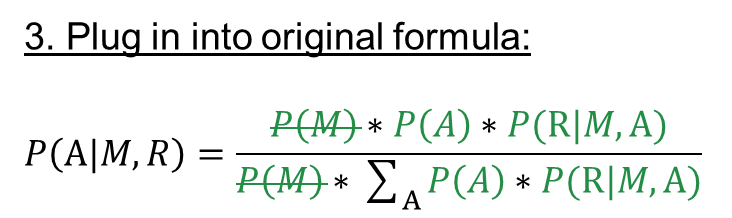 3. Plug in into original formula:
P(A|M, R) = P(M) * P(A) * P(R|M, A)
P(M) * ∑A P(A) * P(R|M, A)